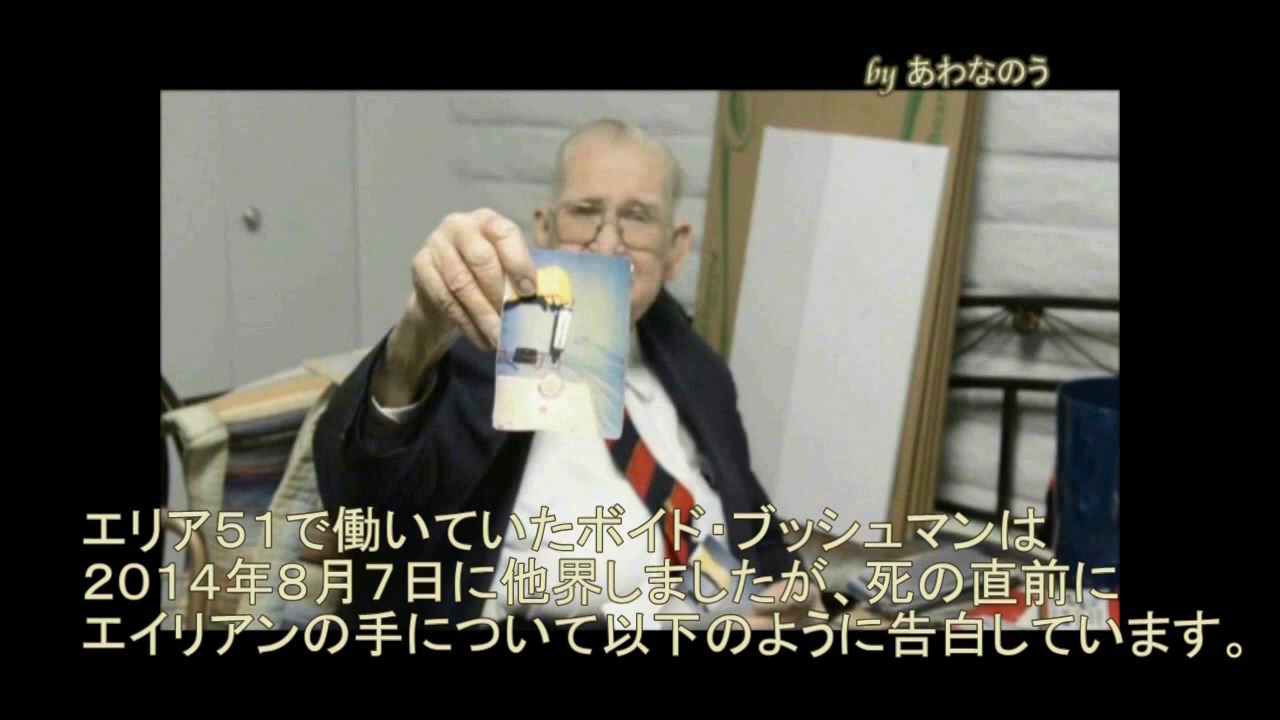 by あわなのう
エリア５１で働いていたボイド・ブッシュマンは
２０１４年８月７日に他界しましたが、死の直前に
エイリアンの手について以下のように告白しています。